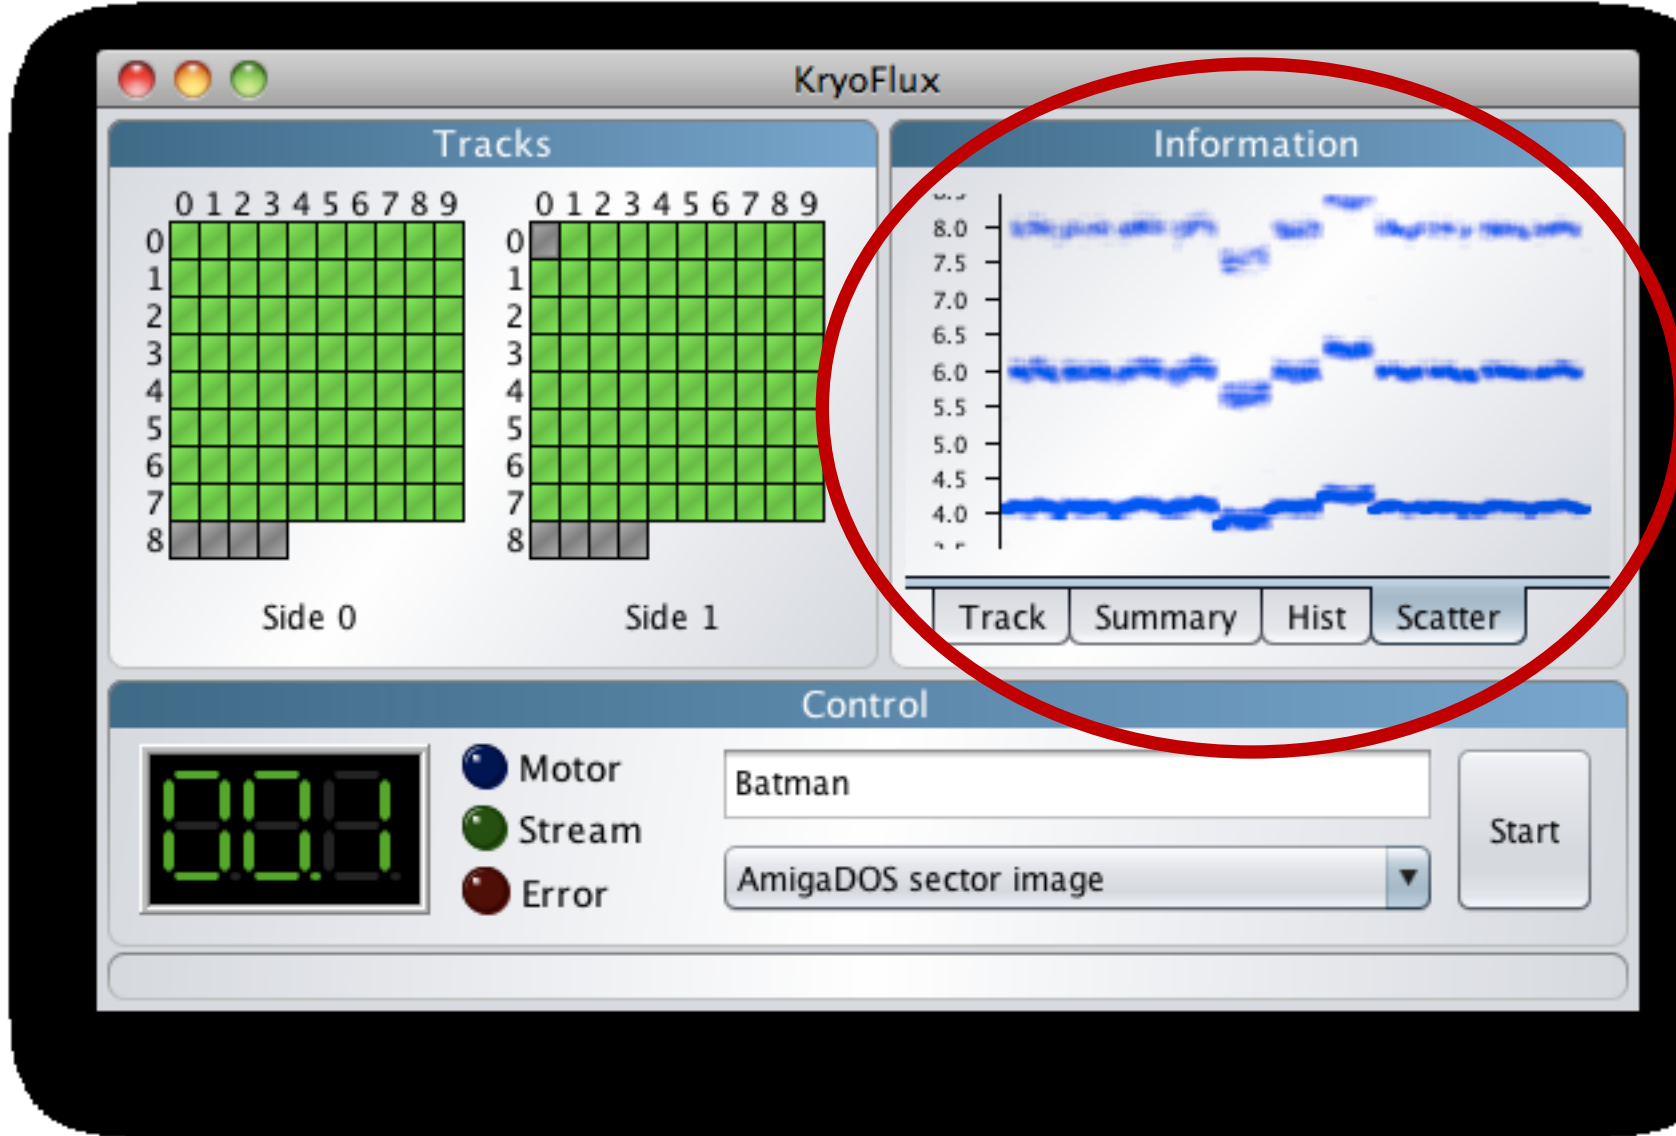 KryoFlux
Tracks
0 1 2 3 4 5 6 7 8 9
0
1
2
3
4
5
6
7
8
Side 0
0 1 2 3 4 5 6 7 8 9
0
1
2
3
4
5
6
7
8
Side 1
Information
8.0
7.5
7.0
6.5
6.0
5.5
5.0
4.5
4.0
Track Summary Hist Scatter
Control
00.1
Motor
Stream
Error
Batman
AmigaDOS sector image
Start